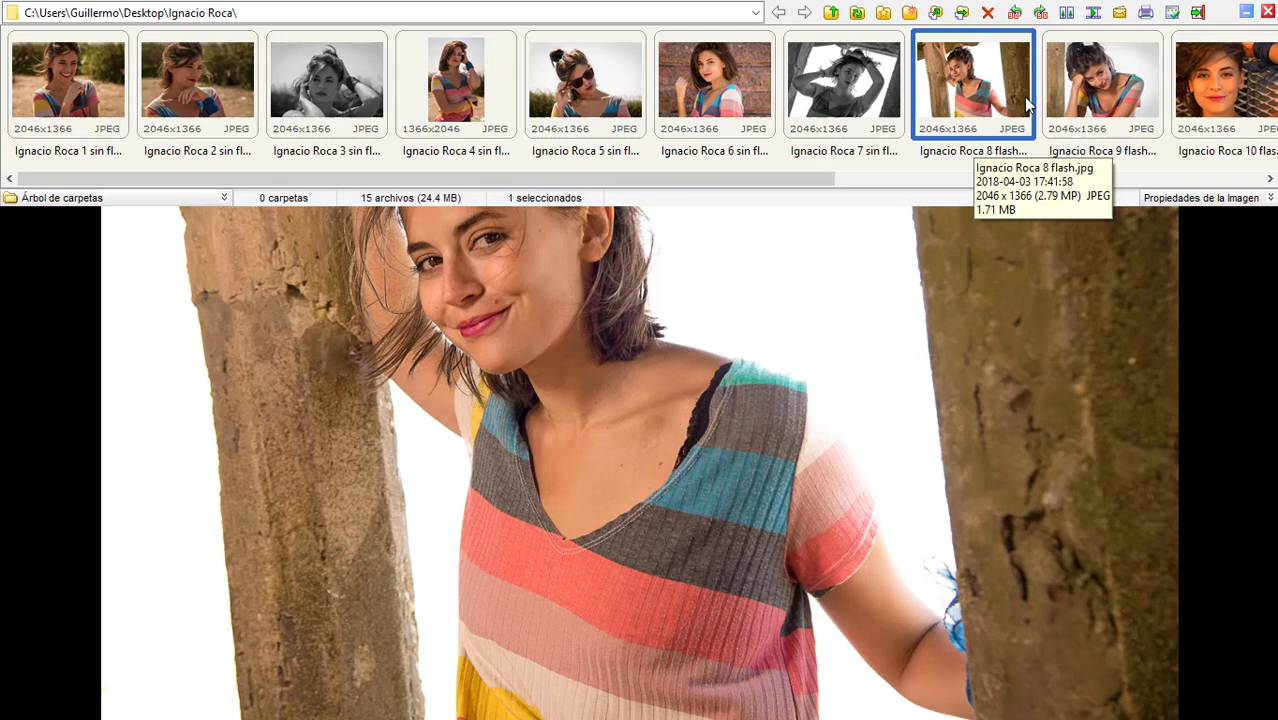 C:\Users\Guillermo\Desktop\Ignacio Roca\
2046x1366 JPEG
2046x1366 JPEG
2046x1366 JPEG
1366x2046 JPEG
2046x1366 JPEG
2046x1366 JPEG
2046x1366 JPEG
2046x1366 JPEG
2046x1366 JPEG
2046x1366 JPEG
Ignacio Roca 1 sin fl...
Ignacio Roca 2 sin fl...
Ignacio Roca 3 sin fl...
Ignacio Roca 4 sin fl...
Ignacio Roca 5 sin fl...
Ignacio Roca 6 sin fl...
Ignacio Roca 7 sin fl...
Ignacio Roca 8 flash...
Ignacio Roca 9 flash...
Ignacio Roca 10 flas
Ignacio Roca 8 flash.jpg
2018-04-03 17:41:58
2046 x 1366 (2.79 MP) JPEG
1.71 MB
Árbol de carpetas
0 carpetas
15 archivos (24.4 MB)
1 seleccionados
Propiedades de la Imagen